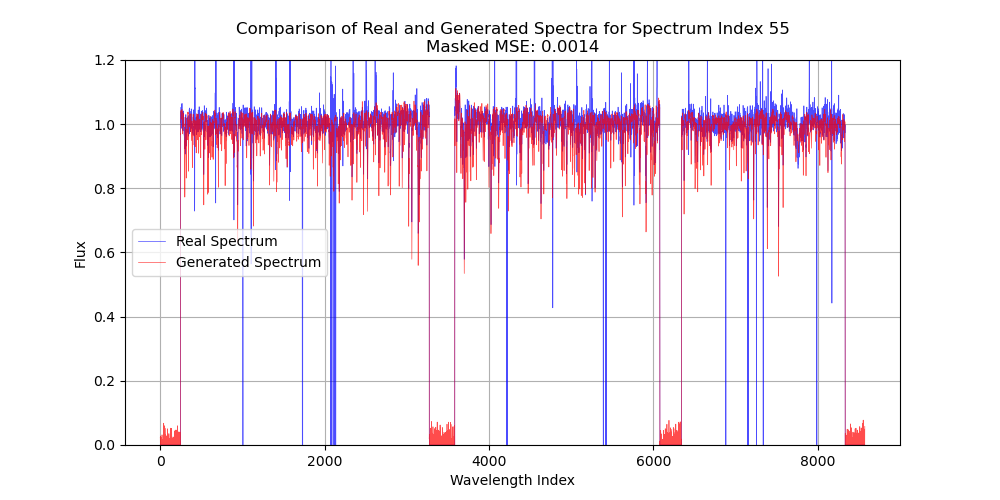 Comparison of Real and Generated Spectra for Spectrum Index 55
Masked MSE: 0.0014
1.2
1.0
0.8
0.6
0.4
0.2
0.0
Flux
Real Spectrum
Generated Spectrum
0 2000 4000 6000 8000
Wavelength Index